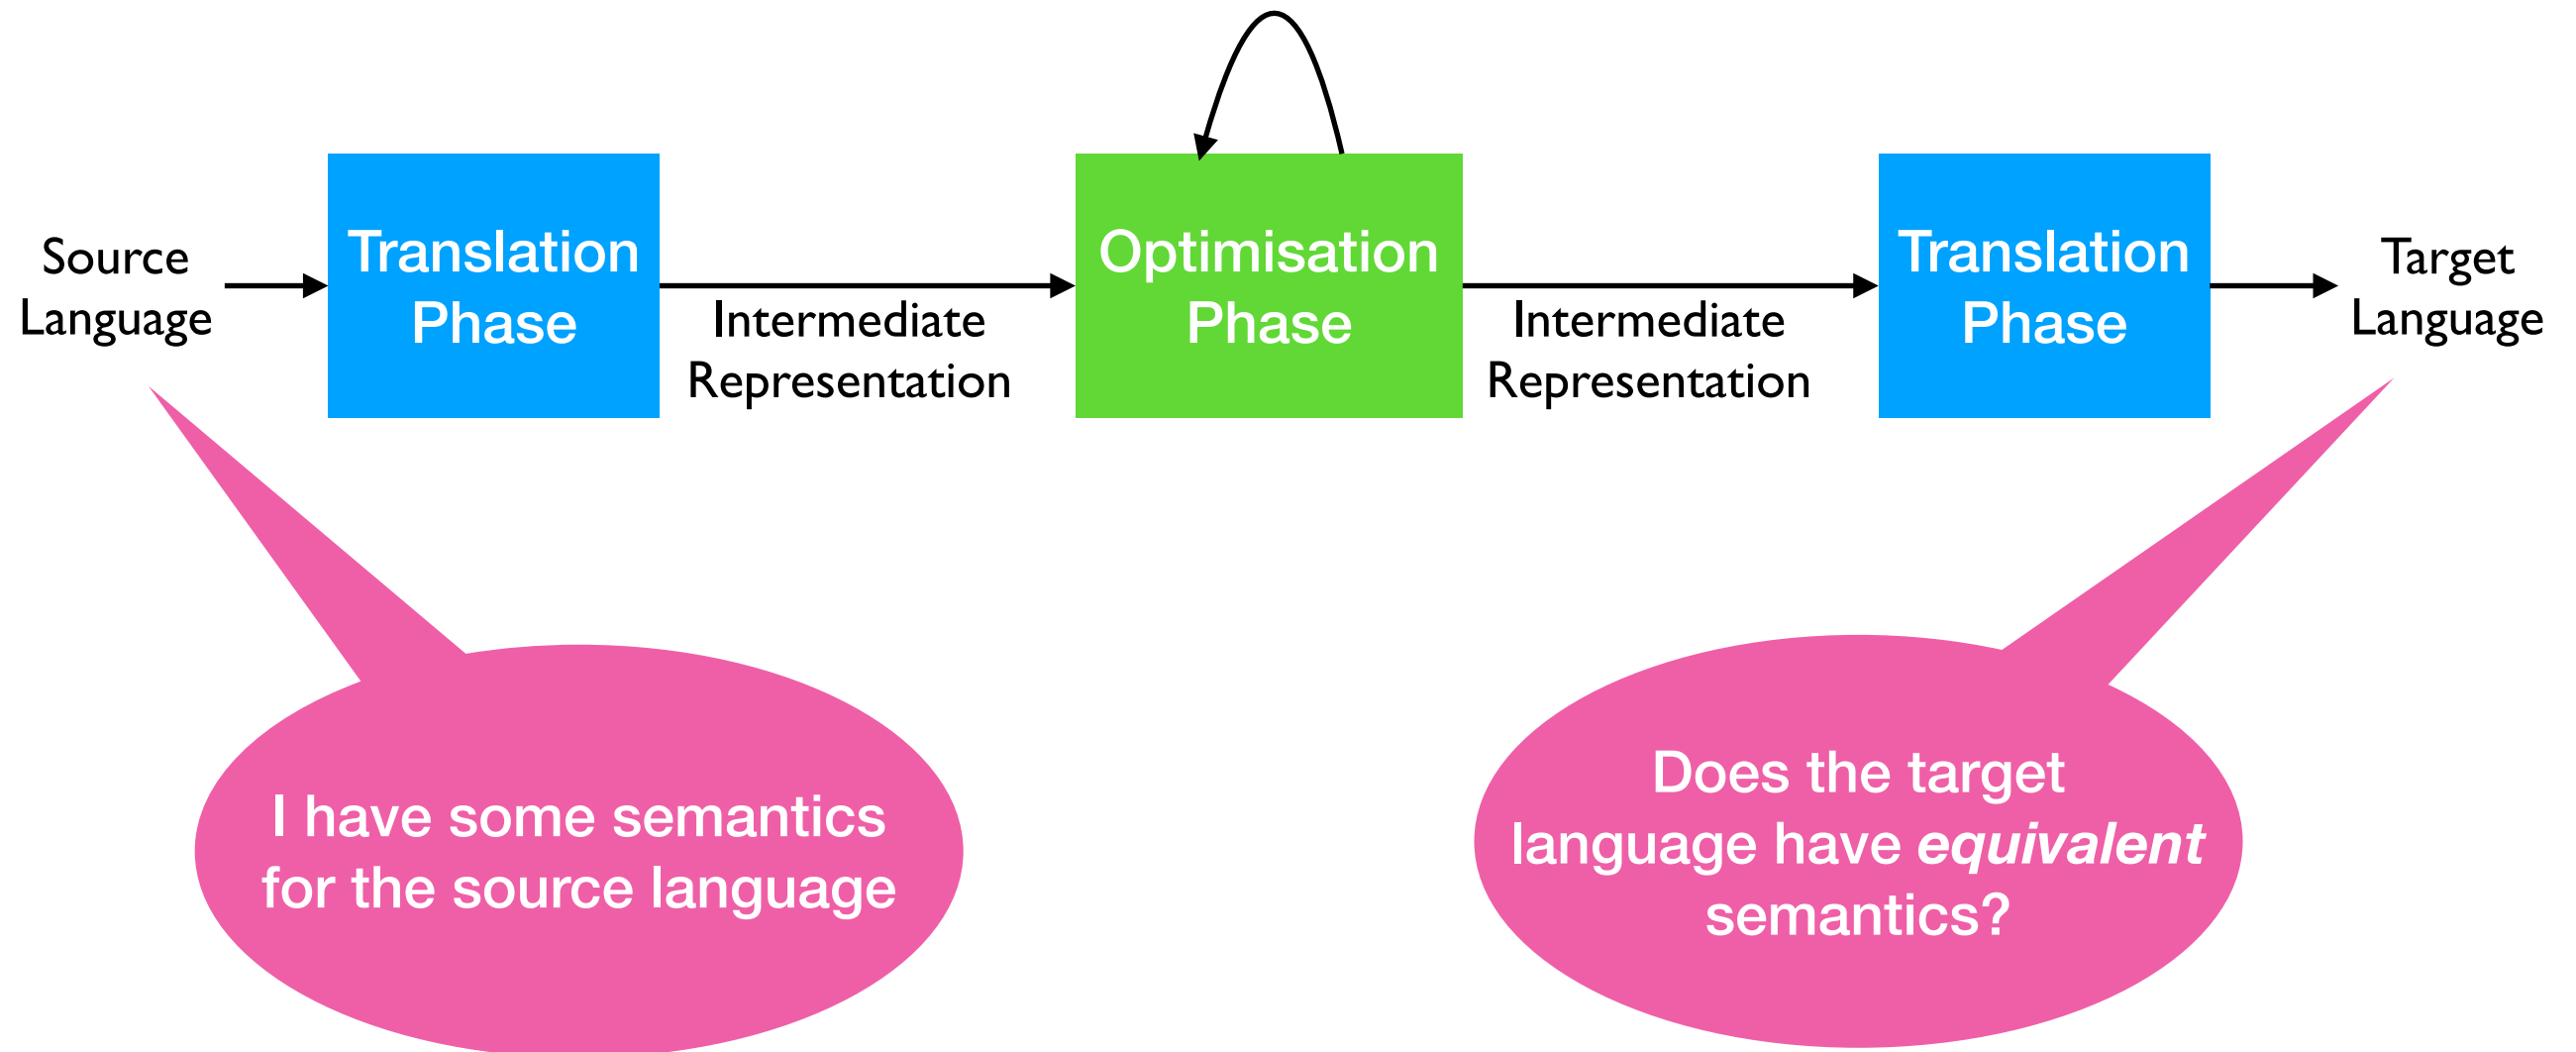 Source
Language
Translation
Phase
Intermediate
Representation
Optimisation
Phase
Intermediate
Representation
Translation
Phase
Target
Language
I have some semantics
for the source language
Does the target
language have equivalent
semantics?